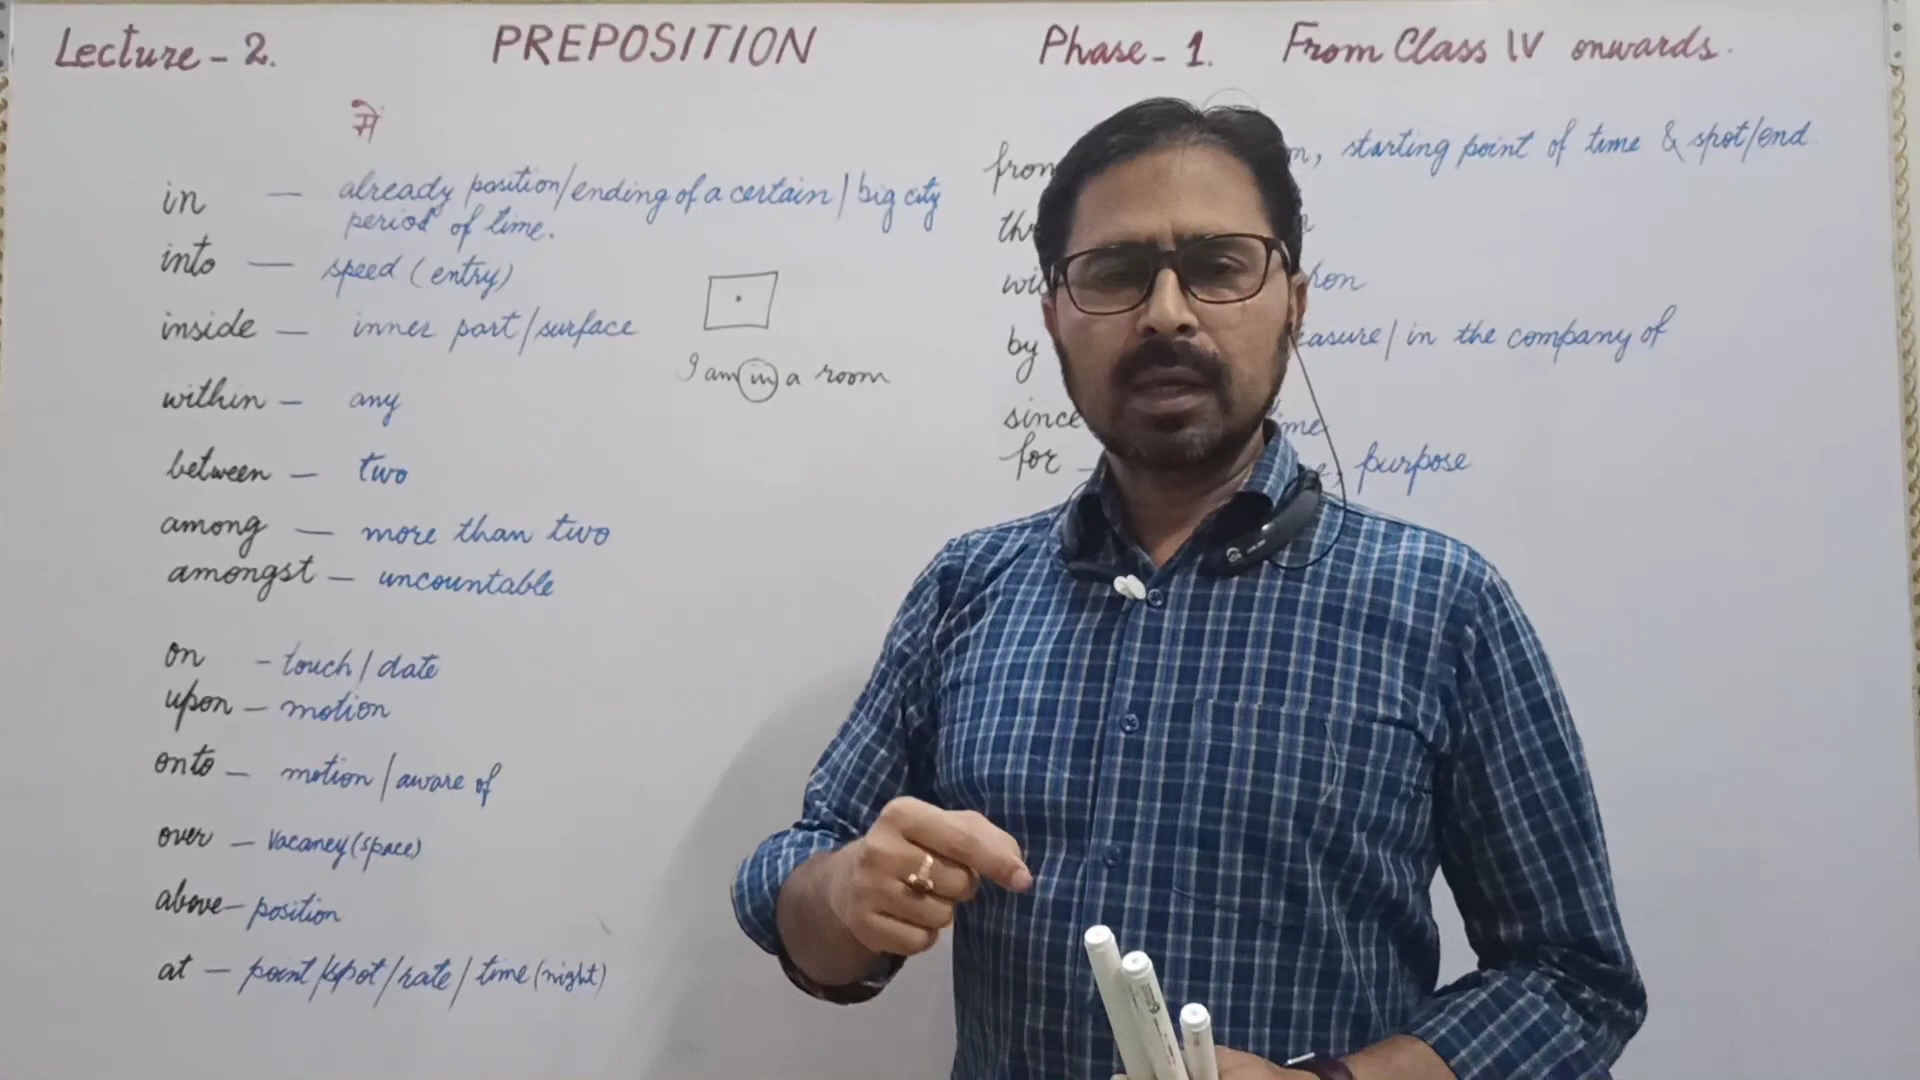 Lecture - 2. PREPOSITION Phase - 1. From Class IV onwards.
में
in — already position/ending of a certain / big city
period of time.
into — speed (entry)
inside — inner part/surface
I am in a room
within — any
between — two
among — more than two
amongst — uncountable
on - touch / date
upon — motion
onto — motion / aware of
over — Vacancy (space)
above — position
at — point/spot/rate/time (night)
from , starting point of time & spot/end
by / in the company of
since
for — , purpose